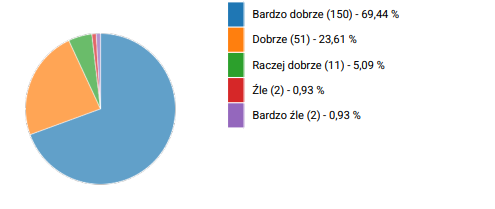 Bardzo dobrze (150) - 69,44 %
Dobrze (51) - 23,61 %
Raczej dobrze (11) - 5,09 %
Źle (2) - 0,93 %
Bardzo źle (2) - 0,93 %